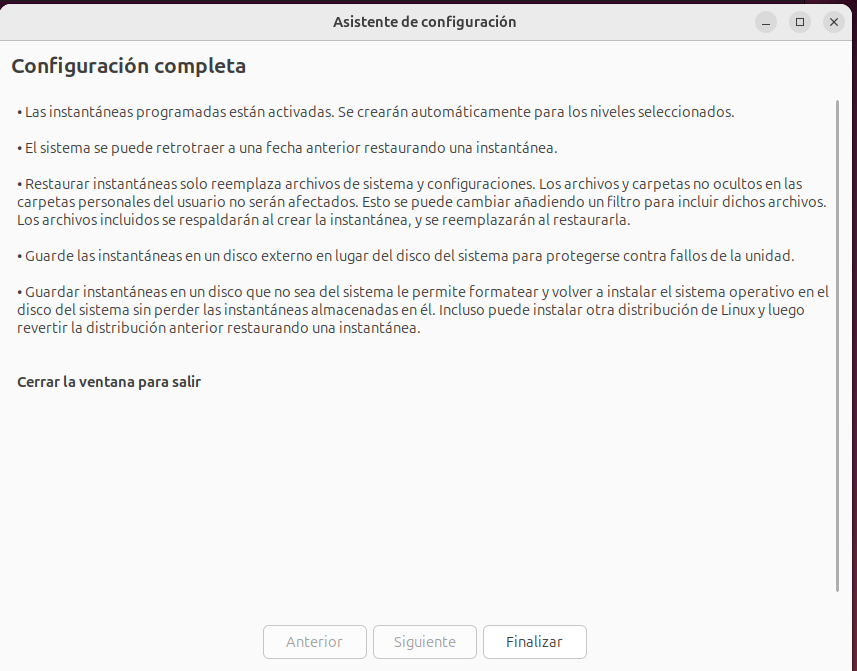 Asistente de configuración
Configuración completa
• Las instantáneas programadas están activadas. Se crearán automáticamente para los niveles seleccionados.
• El sistema se puede retrotraer a una fecha anterior restaurando una instantánea.
• Restaurar instantáneas solo reemplaza archivos de sistema y configuraciones. Los archivos y carpetas no ocultos en las
carpetas personales del usuario no serán afectados. Esto se puede cambiar añadiendo un filtro para incluir dichos archivos.
Los archivos incluidos se respaldarán al crear la instantánea, y se reemplazarán al restaurarla.
• Guarde las instantáneas en un disco externo en lugar del disco del sistema para protegerse contra fallos de la unidad.
• Guardar instantáneas en un disco que no sea del sistema le permite formatear y volver a instalar el sistema operativo en el
disco del sistema sin perder las instantáneas almacenadas en él. Incluso puede instalar otra distribución de Linux y luego
revertir la distribución anterior restaurando una instantánea.
Cerrar la ventana para salir
Anterior
Siguiente
Finalizar